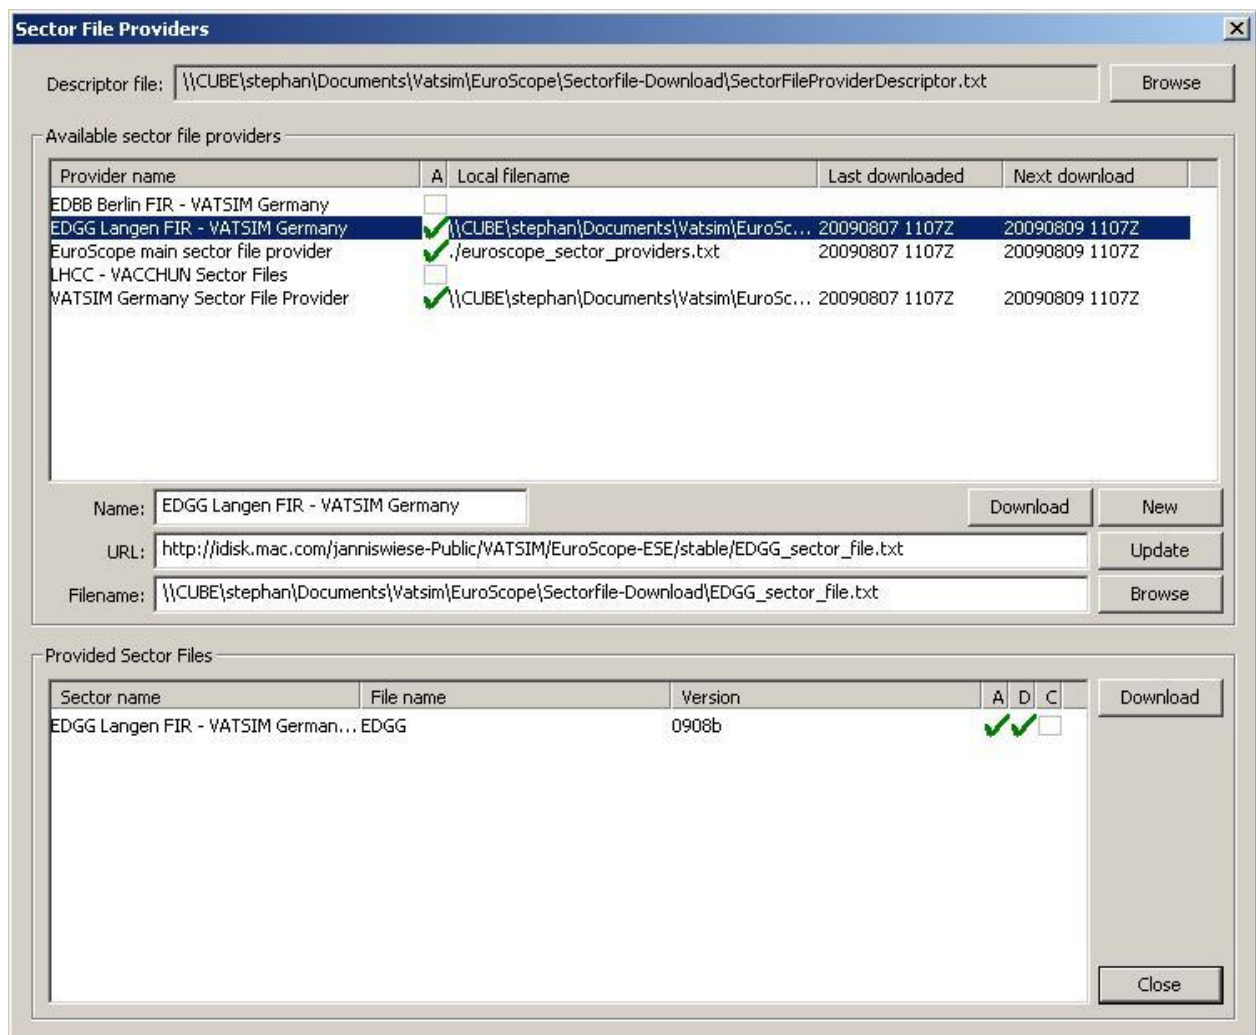 Sector File Providers
Descriptor file: \\CUBE\stephan\Documents\Vatsim\EuroScope\Sectorfile-Download\SectorFileProviderDescriptor.txt Browse
Available sector file providers
Provider name A Local filename Last downloaded Next download
EDBB Berlin FIR - VATSIM Germany
EDGG Langen FIR - VATSIM Germany \\CUBE\stephan\Documents\Vatsim\EuroSc... 20090807 1107Z 20090809 1107Z
EuroScope main sector file provider ./euroscope_sector_providers.txt 20090807 1107Z 20090809 1107Z
LHCC - VACCHUN Sector Files
VATSIM Germany Sector File Provider \\CUBE\stephan\Documents\Vatsim\EuroSc... 20090807 1107Z 20090809 1107Z
Name: EDGG Langen FIR - VATSIM Germany Download New
URL: http://idisk.mac.com/janniswiese-Public/VATSIM/EuroScope-ESE/stable/EDGG_sector_file.txt Update
Filename: \\CUBE\stephan\Documents\Vatsim\EuroScope\Sectorfile-Download\EDGG_sector_file.txt Browse
Provided Sector Files
Sector name File name Version A D C Download
EDGG Langen FIR - VATSIM German... EDGG 0908b
Close